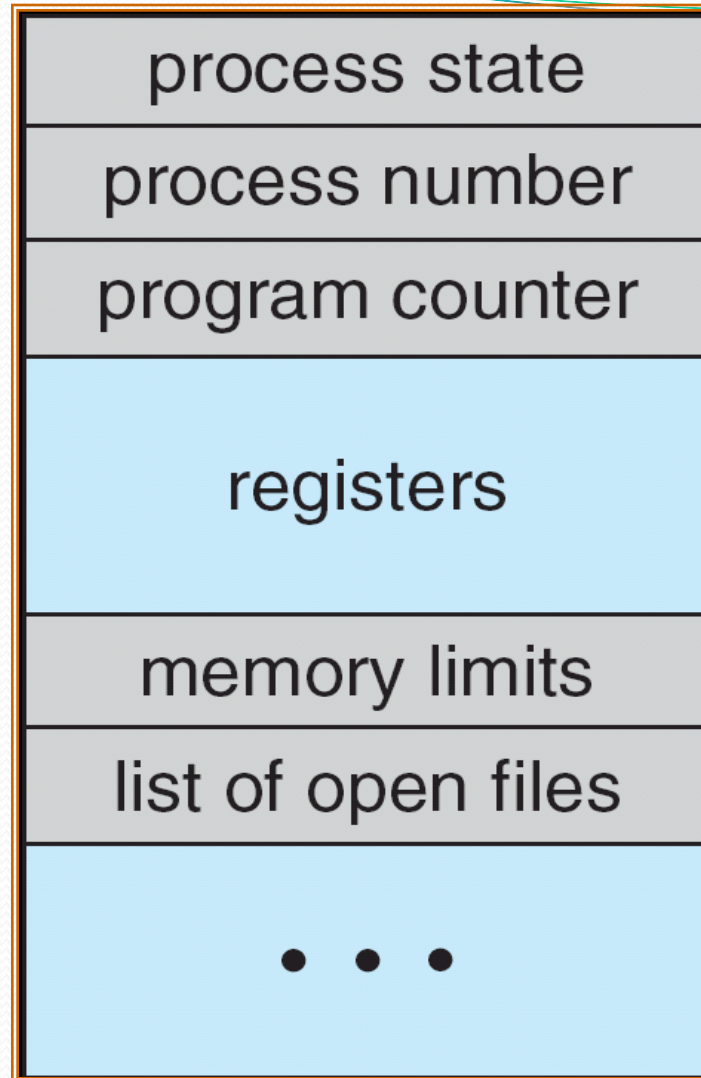 process state
process number
program counter
registers
memory limits
list of open files
• • •